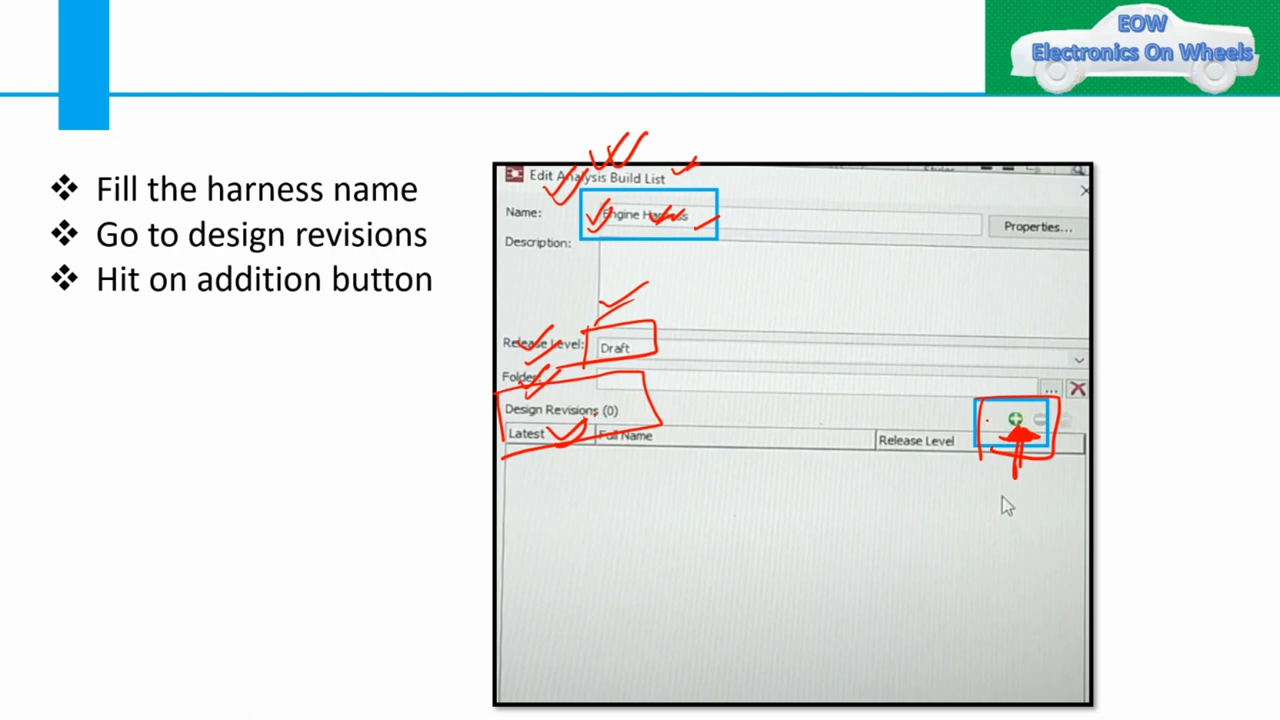 EOW
Electronics On Wheels
❖ Fill the harness name
❖ Go to design revisions
❖ Hit on addition button
Edit Analysis Build List
Name: Engine Harness
Properties...
Description:
Release Level: Draft
Folder:
...
Design Revisions (0)
Latest Full Name Release Level